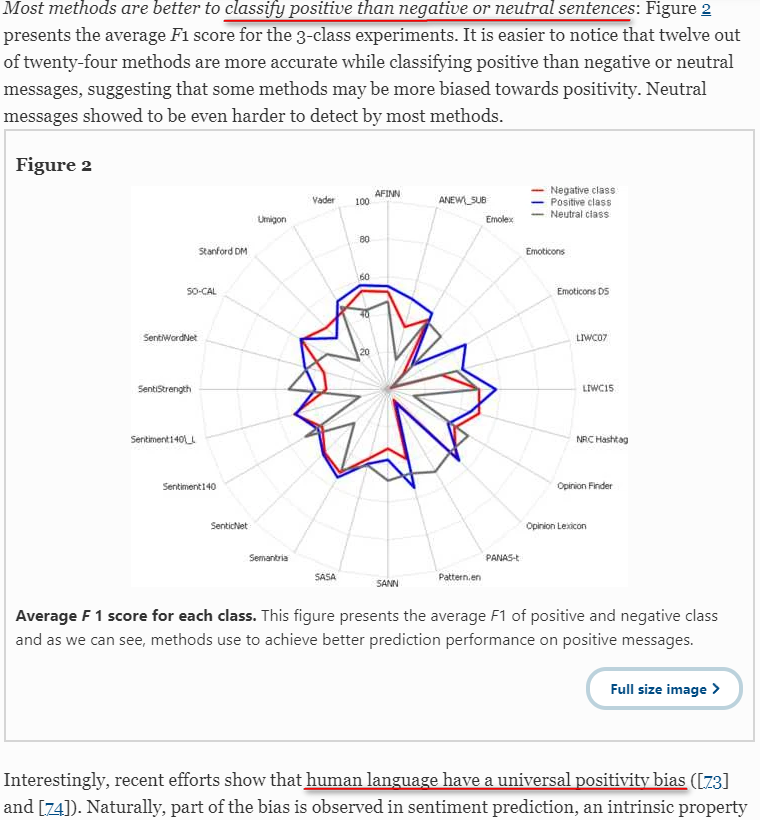 Most methods are better to classify positive than negative or neutral sentences: Figure 2
presents the average F1 score for the 3-class experiments. It is easier to notice that twelve out
of twenty-four methods are more accurate while classifying positive than negative or neutral
messages, suggesting that some methods may be more biased towards positivity. Neutral
messages showed to be even harder to detect by most methods.
Figure 2
Negative class
Positive class
Neutral class
AFINN
ANEW\_SUB
Emolex
Emoticons
Emoticons DS
LIWC07
LIWC15
NRC Hashtag
Opinion Finder
Opinion Lexicon
PANAS-t
Pattern.en
SANN
SASA
Semantria
SenticNet
Sentiment140
Sentiment140\_L
SentiStrength
SentiWordNet
SO-CAL
Stanford DM
Umigon
Vader
100
80
60
40
20
Average F 1 score for each class. This figure presents the average F1 of positive and negative class
and as we can see, methods use to achieve better prediction performance on positive messages.
Full size image >
Interestingly, recent efforts show that human language have a universal positivity bias ([73]
and [74]). Naturally, part of the bias is observed in sentiment prediction, an intrinsic property